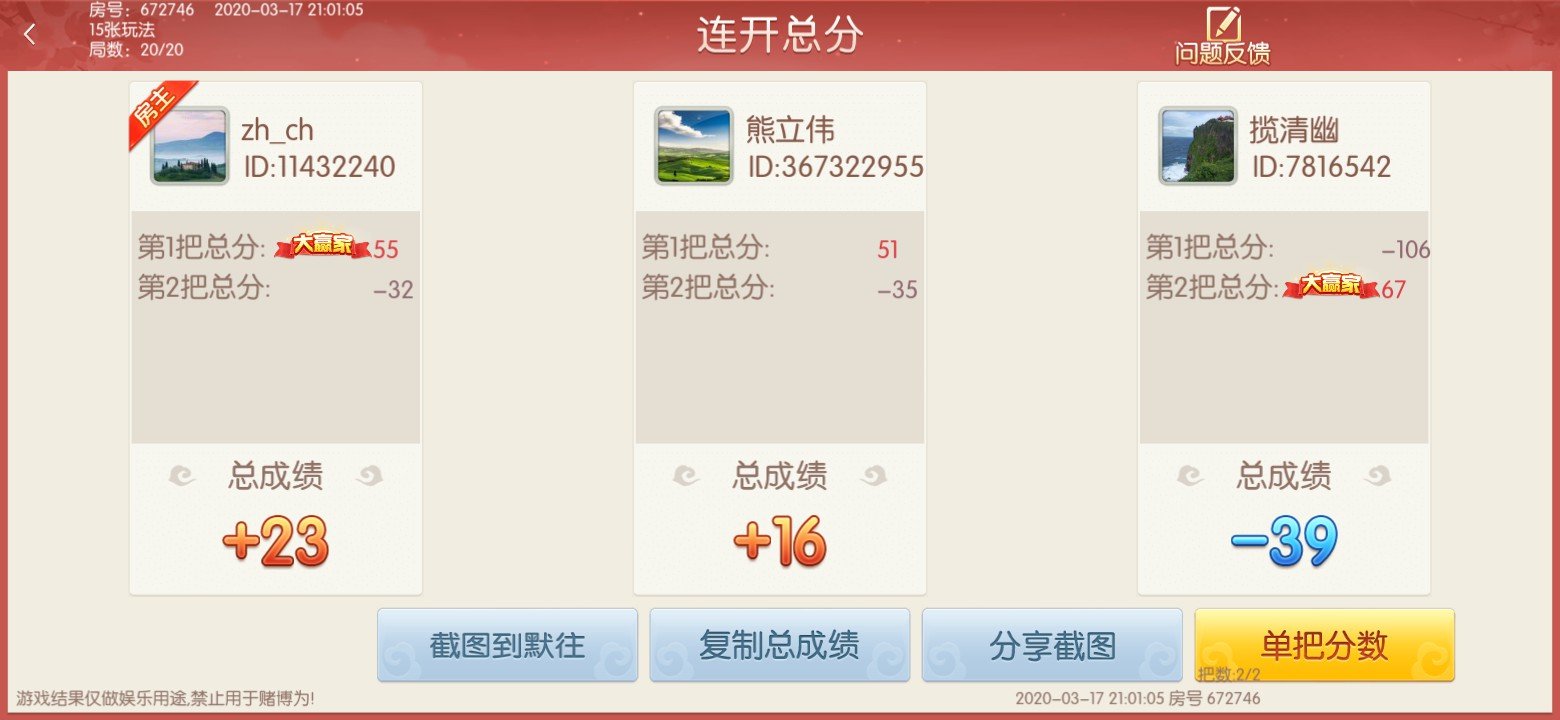 房号：672746 2020-03-17 21:01:05
15张玩法
局数：20/20
连开总分
问题反馈
房主
zh_ch
ID:11432240
第1把总分: 大赢家 55
第2把总分: -32
总成绩
+23
熊立伟
ID:367322955
第1把总分: 51
第2把总分: -35
总成绩
+16
揽清幽
ID:7816542
第1把总分: -106
第2把总分: 大赢家 67
总成绩
-39
截图到默往
复制总成绩
分享截图
单把分数
把数:2/2
游戏结果仅做娱乐用途,禁止用于赌博为!
2020-03-17 21:01:05 房号 672746